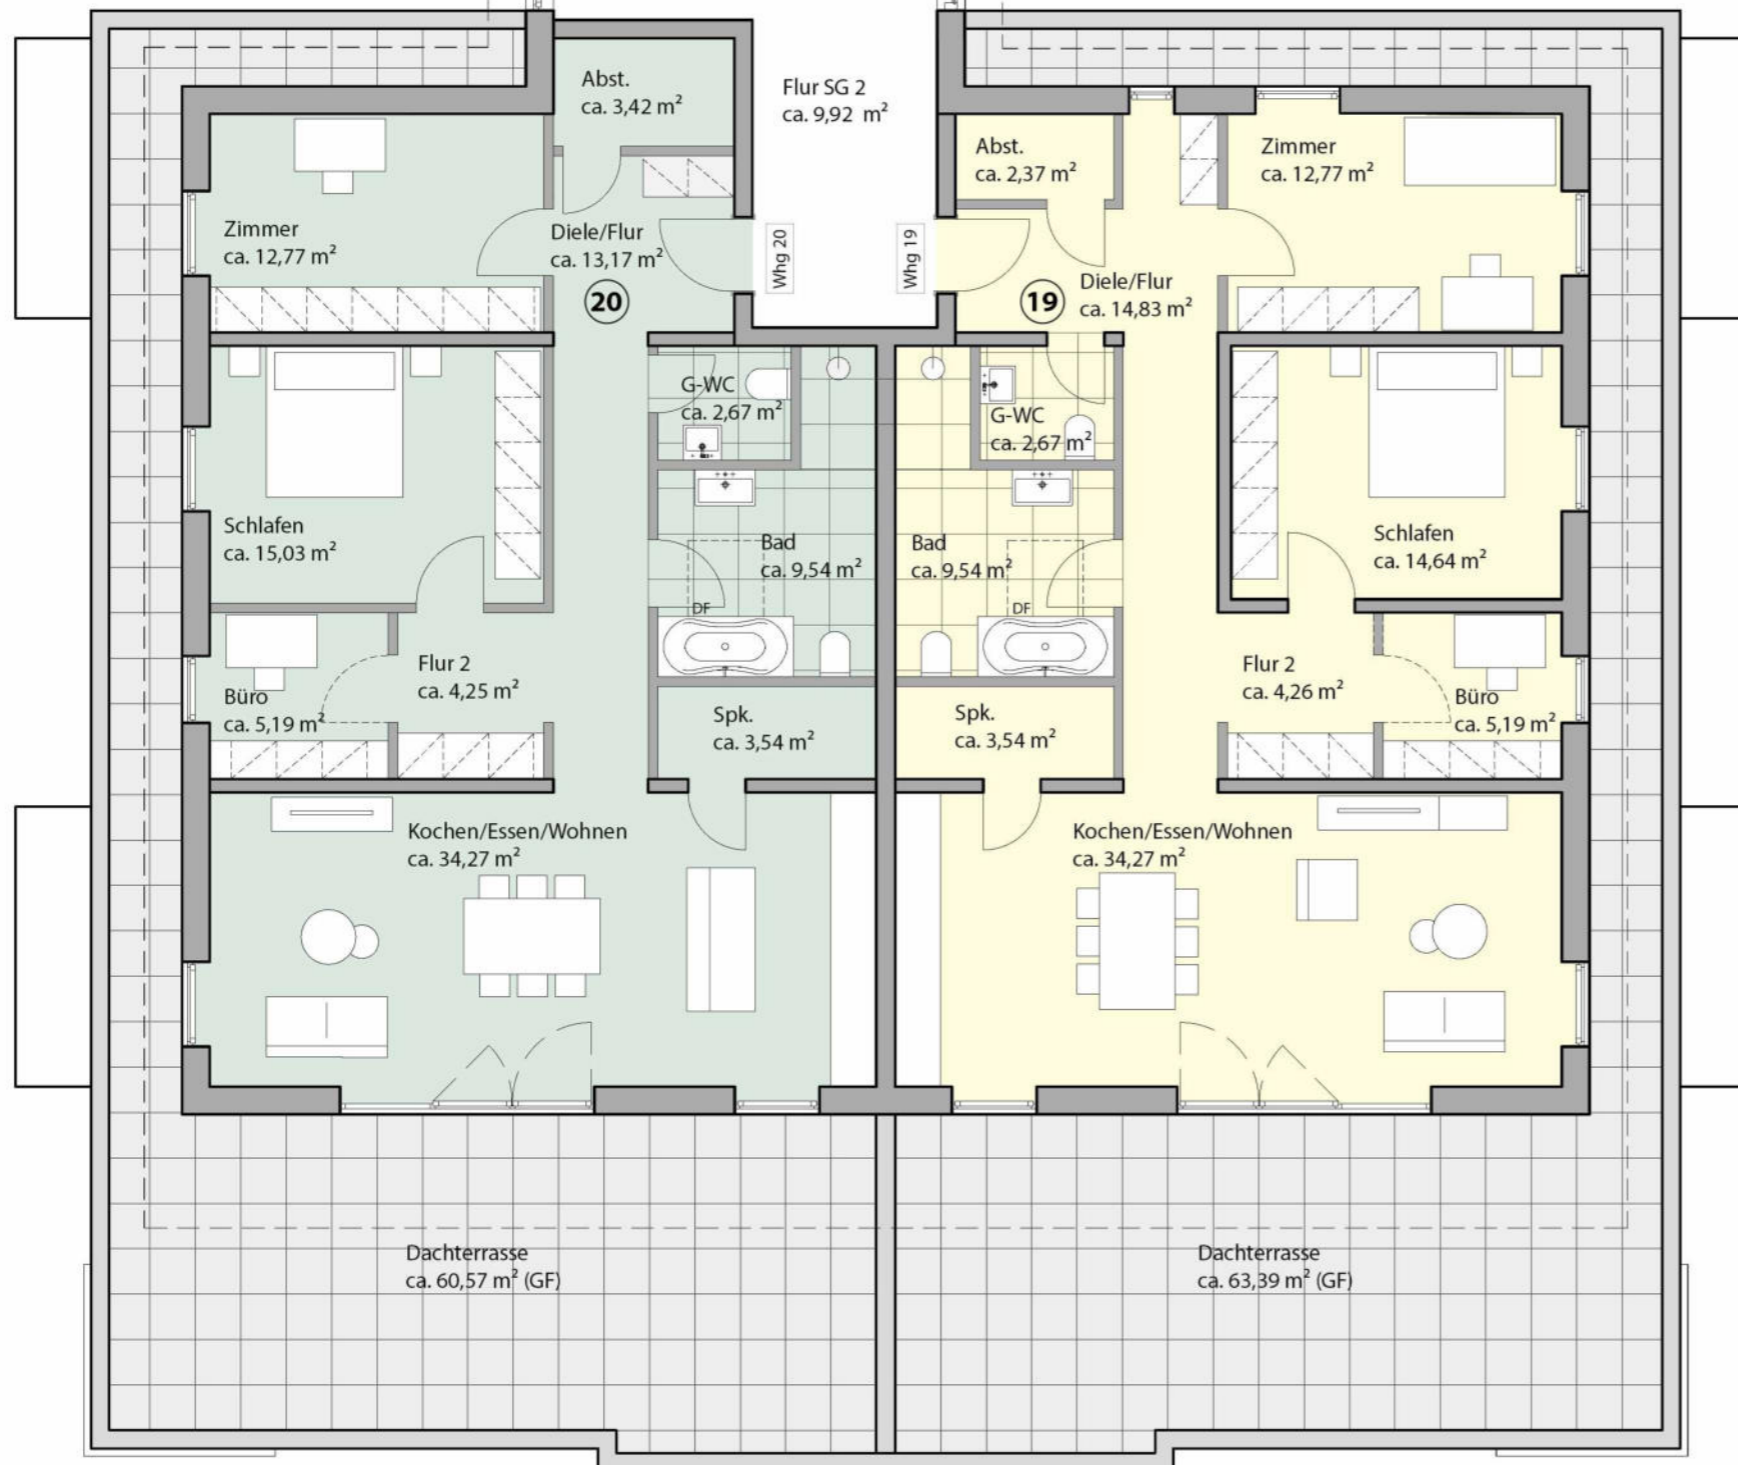 Abst.
ca. 3,42 m²
Flur SG 2
ca. 9,92 m²
Abst.
ca. 2,37 m²
Zimmer
ca. 12,77 m²
Zimmer
ca. 12,77 m²
Diele/Flur
ca. 13,17 m²
20
Whg 20
Whg 19
19
Diele/Flur
ca. 14,83 m²
G-WC
ca. 2,67 m²
G-WC
ca. 2,67 m²
Schlafen
ca. 15,03 m²
Bad
ca. 9,54 m²
DF
Bad
ca. 9,54 m²
DF
Schlafen
ca. 14,64 m²
Büro
ca. 5,19 m²
Flur 2
ca. 4,25 m²
Spk.
ca. 3,54 m²
Spk.
ca. 3,54 m²
Flur 2
ca. 4,26 m²
Büro
ca. 5,19 m²
Kochen/Essen/Wohnen
ca. 34,27 m²
Kochen/Essen/Wohnen
ca. 34,27 m²
Dachterrasse
ca. 60,57 m² (GF)
Dachterrasse
ca. 63,39 m² (GF)